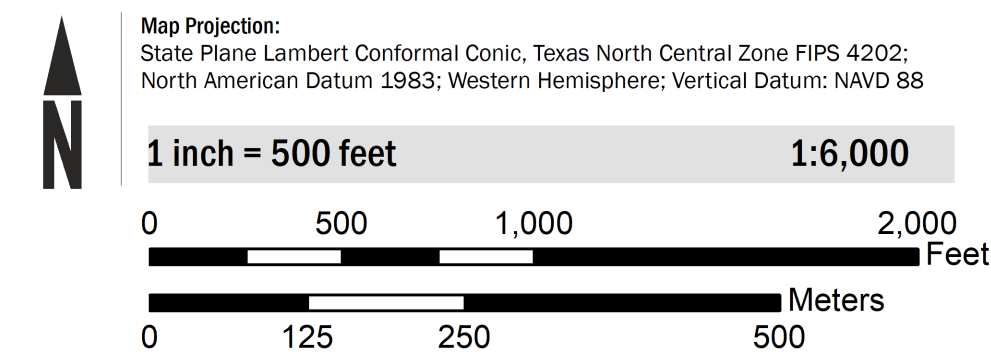 N
Map Projection:
State Plane Lambert Conformal Conic, Texas North Central Zone FIPS 4202;
North American Datum 1983; Western Hemisphere; Vertical Datum: NAVD 88
1 inch = 500 feet 1:6,000
0 500 1,000 2,000
Feet
Meters
0 125 250 500